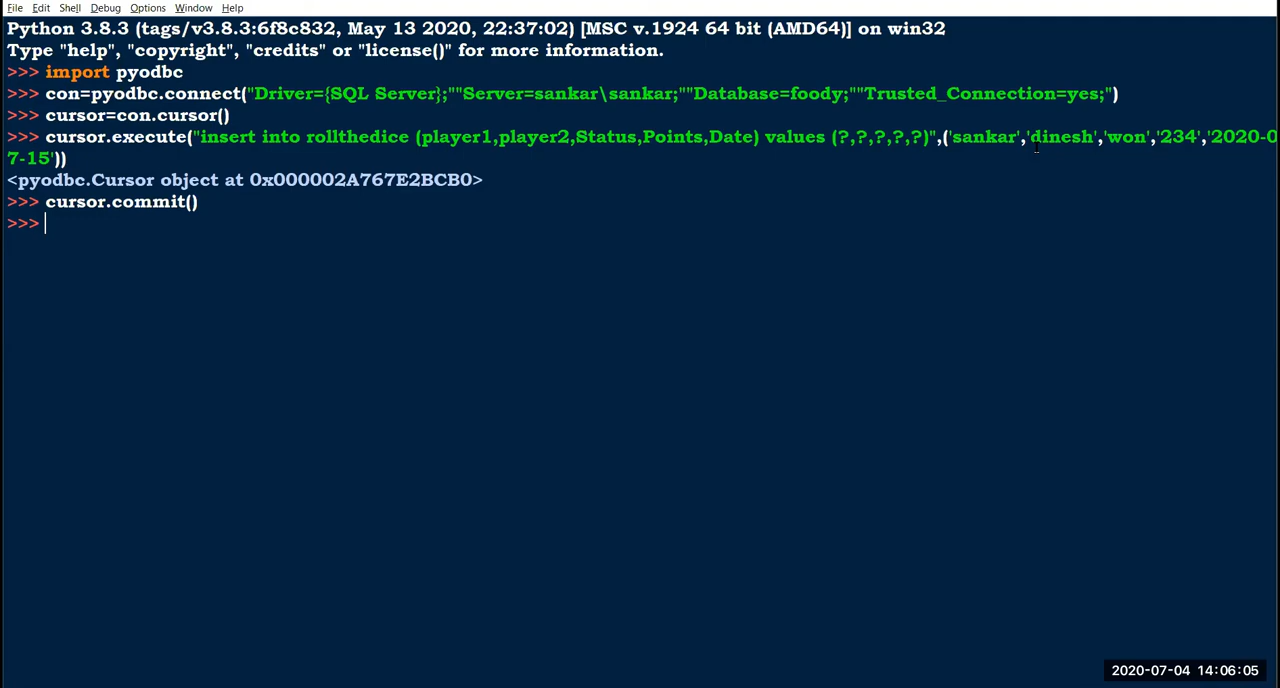 File Edit Shell Debug Options Window Help
Python 3.8.3 (tags/v3.8.3:6f8c832, May 13 2020, 22:37:02) [MSC v.1924 64 bit (AMD64)] on win32
Type "help", "copyright", "credits" or "license()" for more information.
>>> import pyodbc
>>> con=pyodbc.connect("Driver={SQL Server};""Server=sankar\sankar;""Database=foody;""Trusted_Connection=yes;")
>>> cursor=con.cursor()
>>> cursor.execute("insert into rollthedice (player1,player2,Status,Points,Date) values (?,?,?,?,?)",('sankar','dinesh','won','234','2020-0
7-15'))
<pyodbc.Cursor object at 0x000002A767E2BCB0>
>>> cursor.commit()
>>>
2020-07-04 14:06:05